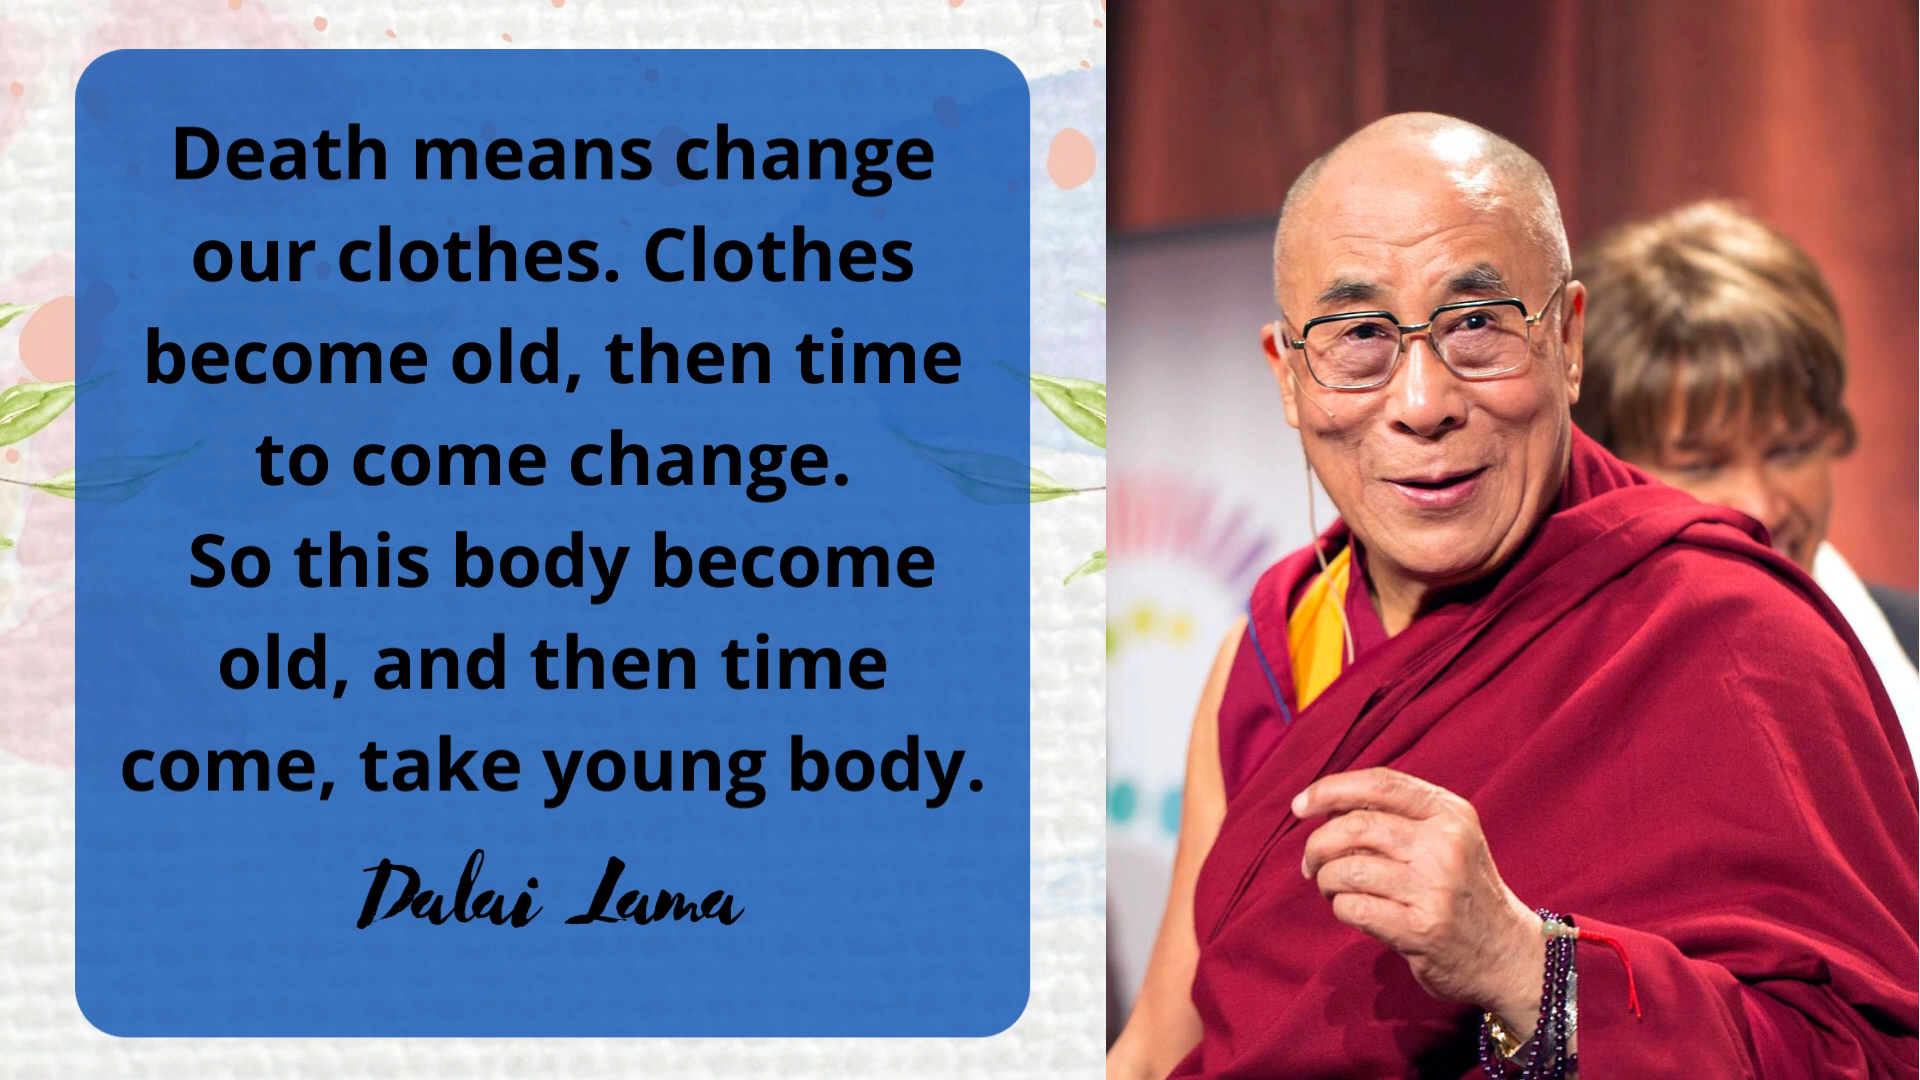 Death means change
our clothes. Clothes
become old, then time
to come change.
So this body become
old, and then time
come, take young body.
Dalai Lama